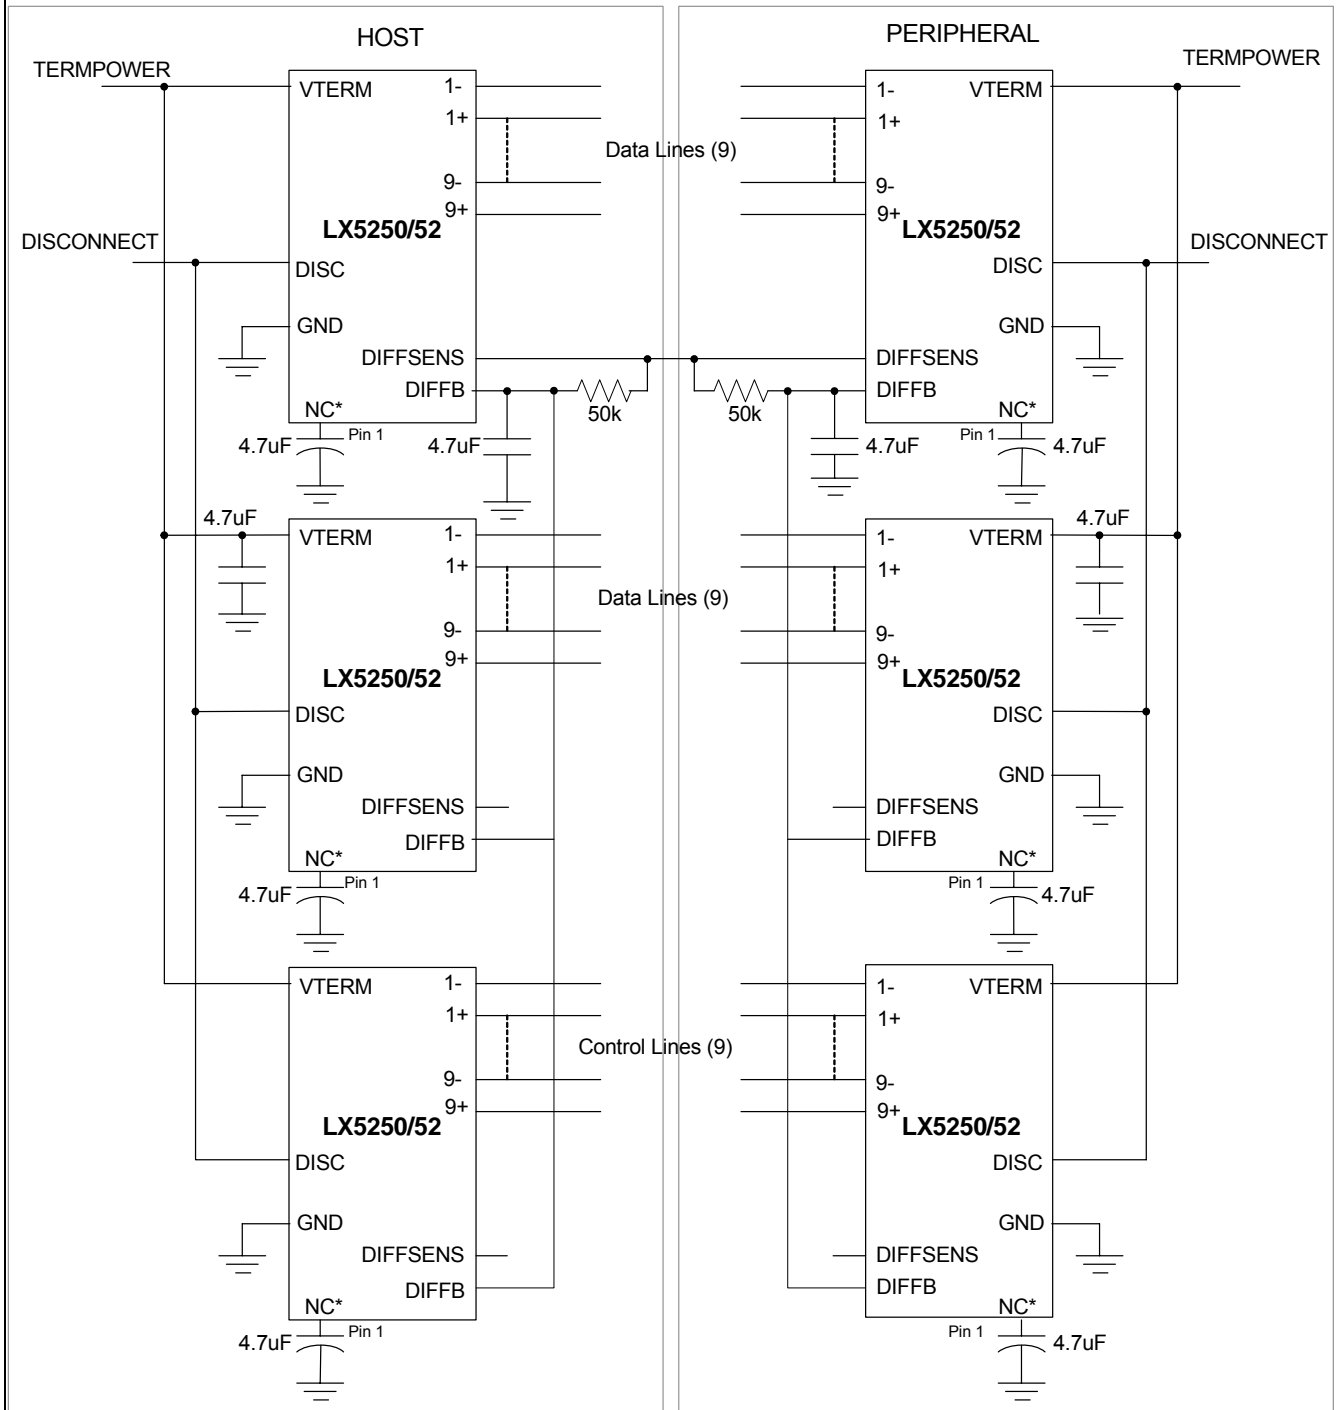 HOST
PERIPHERAL
TERMPOWER
TERMPOWER
VTERM
1-
1+
Data Lines (9)
9-
9+
LX5250/52
DISCONNECT
DISC
GND
DIFFSENS
DIFFB
NC*
Pin 1
4.7uF
4.7uF
50k
1-
VTERM
1+
9-
9+
LX5250/52
DISCONNECT
DISC
GND
DIFFSENS
DIFFB
NC*
50k
Pin 1
4.7uF
4.7uF
4.7uF
VTERM
1-
1+
Data Lines (9)
9-
9+
LX5250/52
DISC
GND
DIFFSENS
DIFFB
NC*
Pin 1
4.7uF
4.7uF
1-
VTERM
1+
9-
9+
LX5250/52
DISC
GND
DIFFSENS
DIFFB
NC*
Pin 1
4.7uF
VTERM
1-
1+
Control Lines (9)
9-
9+
LX5250/52
DISC
GND
DIFFSENS
DIFFB
NC*
Pin 1
4.7uF
1-
VTERM
1+
9-
9+
LX5250/52
DISC
GND
DIFFSENS
DIFFB
NC*
Pin 1
4.7uF